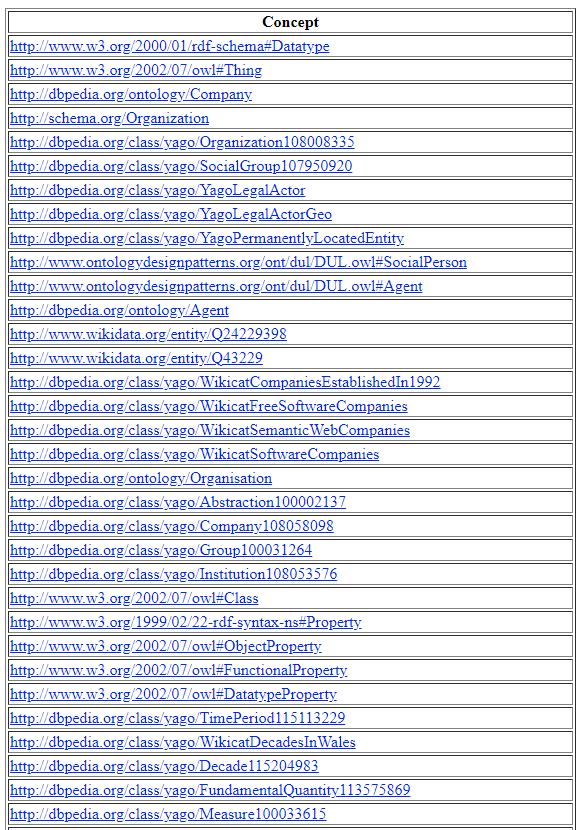 Concept
http://www.w3.org/2000/01/rdf-schema#Datatype
http://www.w3.org/2002/07/owl#Thing
http://dbpedia.org/ontology/Company
http://schema.org/Organization
http://dbpedia.org/class/yago/Organization108008335
http://dbpedia.org/class/yago/SocialGroup107950920
http://dbpedia.org/class/yago/YagoLegalActor
http://dbpedia.org/class/yago/YagoLegalActorGeo
http://dbpedia.org/class/yago/YagoPermanentlyLocatedEntity
http://www.ontologydesignpatterns.org/ont/dul/DUL.owl#SocialPerson
http://www.ontologydesignpatterns.org/ont/dul/DUL.owl#Agent
http://dbpedia.org/ontology/Agent
http://www.wikidata.org/entity/Q24229398
http://www.wikidata.org/entity/Q43229
http://dbpedia.org/class/yago/WikicatCompaniesEstablishedIn1992
http://dbpedia.org/class/yago/WikicatFreeSoftwareCompanies
http://dbpedia.org/class/yago/WikicatSemanticWebCompanies
http://dbpedia.org/class/yago/WikicatSoftwareCompanies
http://dbpedia.org/ontology/Organisation
http://dbpedia.org/class/yago/Abstraction100002137
http://dbpedia.org/class/yago/Company108058098
http://dbpedia.org/class/yago/Group100031264
http://dbpedia.org/class/yago/Institution108053576
http://www.w3.org/2002/07/owl#Class
http://www.w3.org/1999/02/22-rdf-syntax-ns#Property
http://www.w3.org/2002/07/owl#ObjectProperty
http://www.w3.org/2002/07/owl#FunctionalProperty
http://www.w3.org/2002/07/owl#DatatypeProperty
http://dbpedia.org/class/yago/TimePeriod115113229
http://dbpedia.org/class/yago/WikicatDecadesInWales
http://dbpedia.org/class/yago/Decade115204983
http://dbpedia.org/class/yago/FundamentalQuantity113575869
http://dbpedia.org/class/yago/Measure100033615